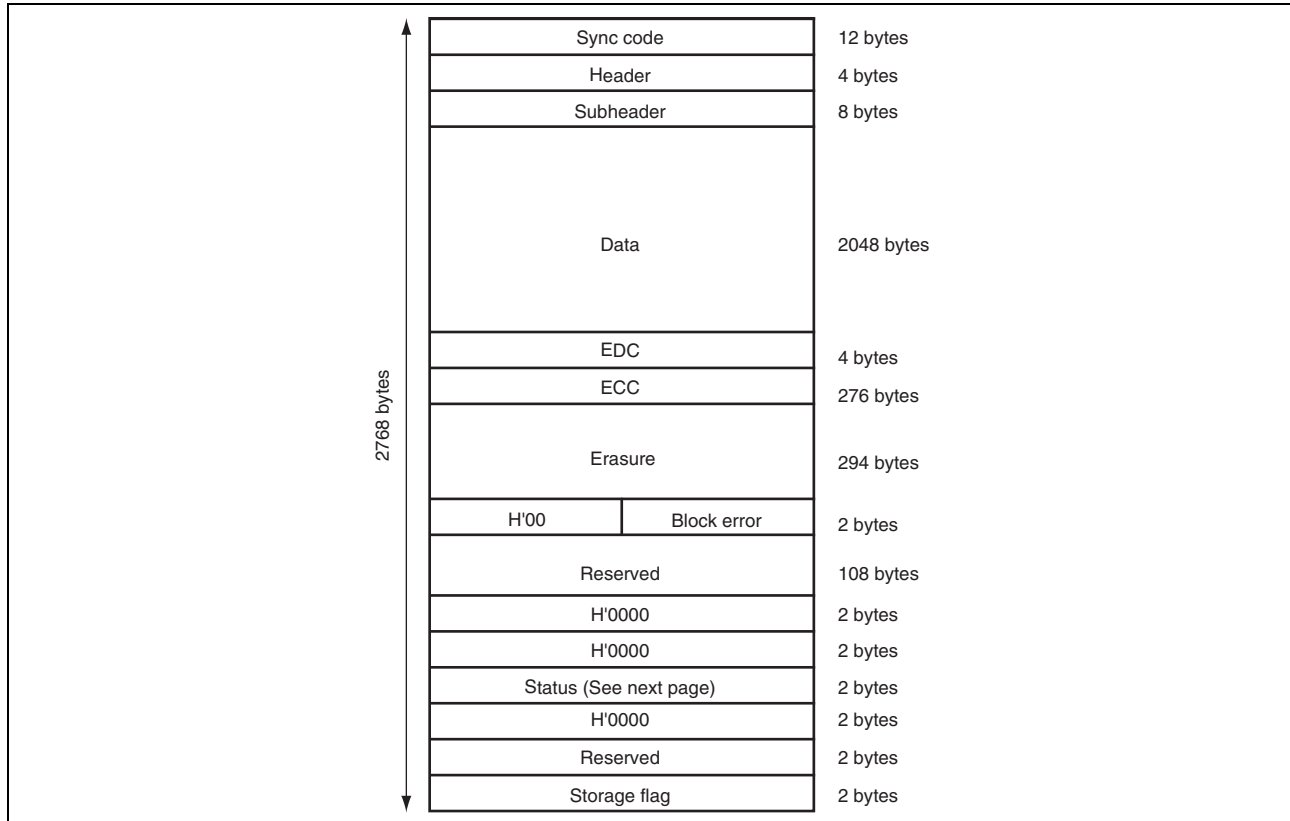 Sync code 12 bytes
Header 4 bytes
Subheader 8 bytes
Data 2048 bytes
EDC 4 bytes
ECC 276 bytes
2768 bytes
Erasure 294 bytes
H'00 Block error 2 bytes
Reserved 108 bytes
H'0000 2 bytes
H'0000 2 bytes
Status (See next page) 2 bytes
H'0000 2 bytes
Reserved 2 bytes
Storage flag 2 bytes